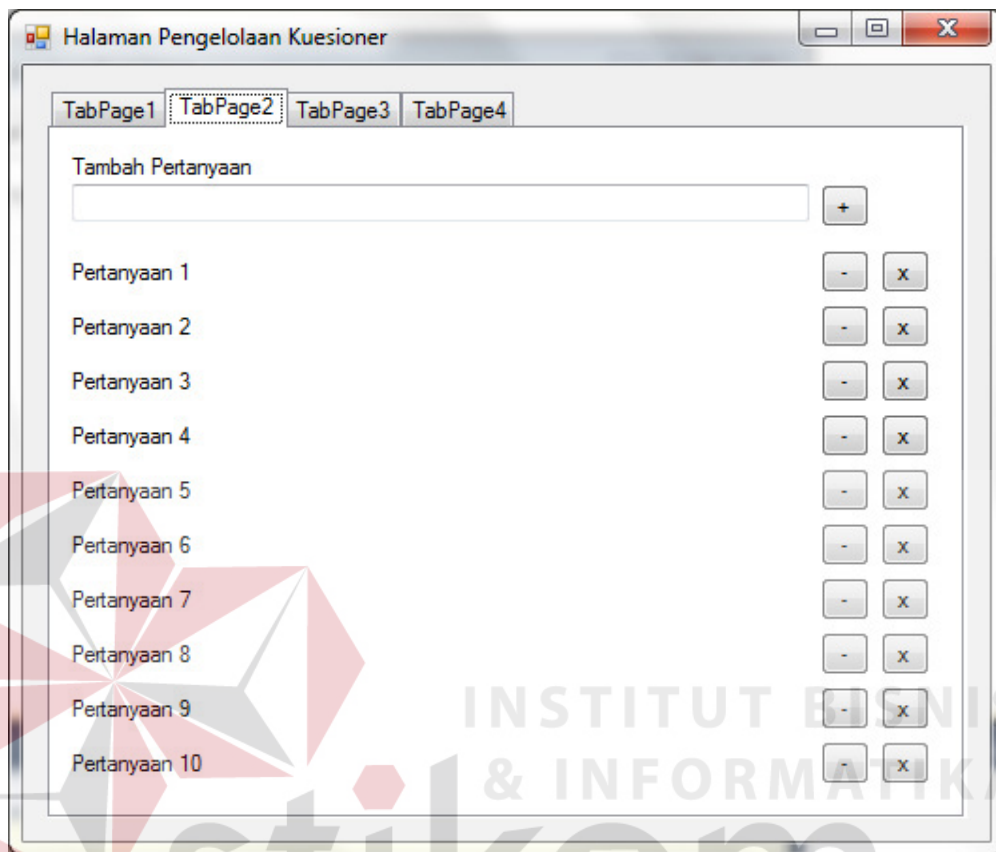 Halaman Pengelolaan Kuesioner
TabPage1 TabPage2 TabPage3 TabPage4
Tambah Pertanyaan
+
Pertanyaan 1 - x
Pertanyaan 2 - x
Pertanyaan 3 - x
Pertanyaan 4 - x
Pertanyaan 5 - x
Pertanyaan 6 - x
Pertanyaan 7 - x
Pertanyaan 8 - x
Pertanyaan 9 - x
Pertanyaan 10 - x
INSTITUT BISNI
& INFORMATIKA
stikom